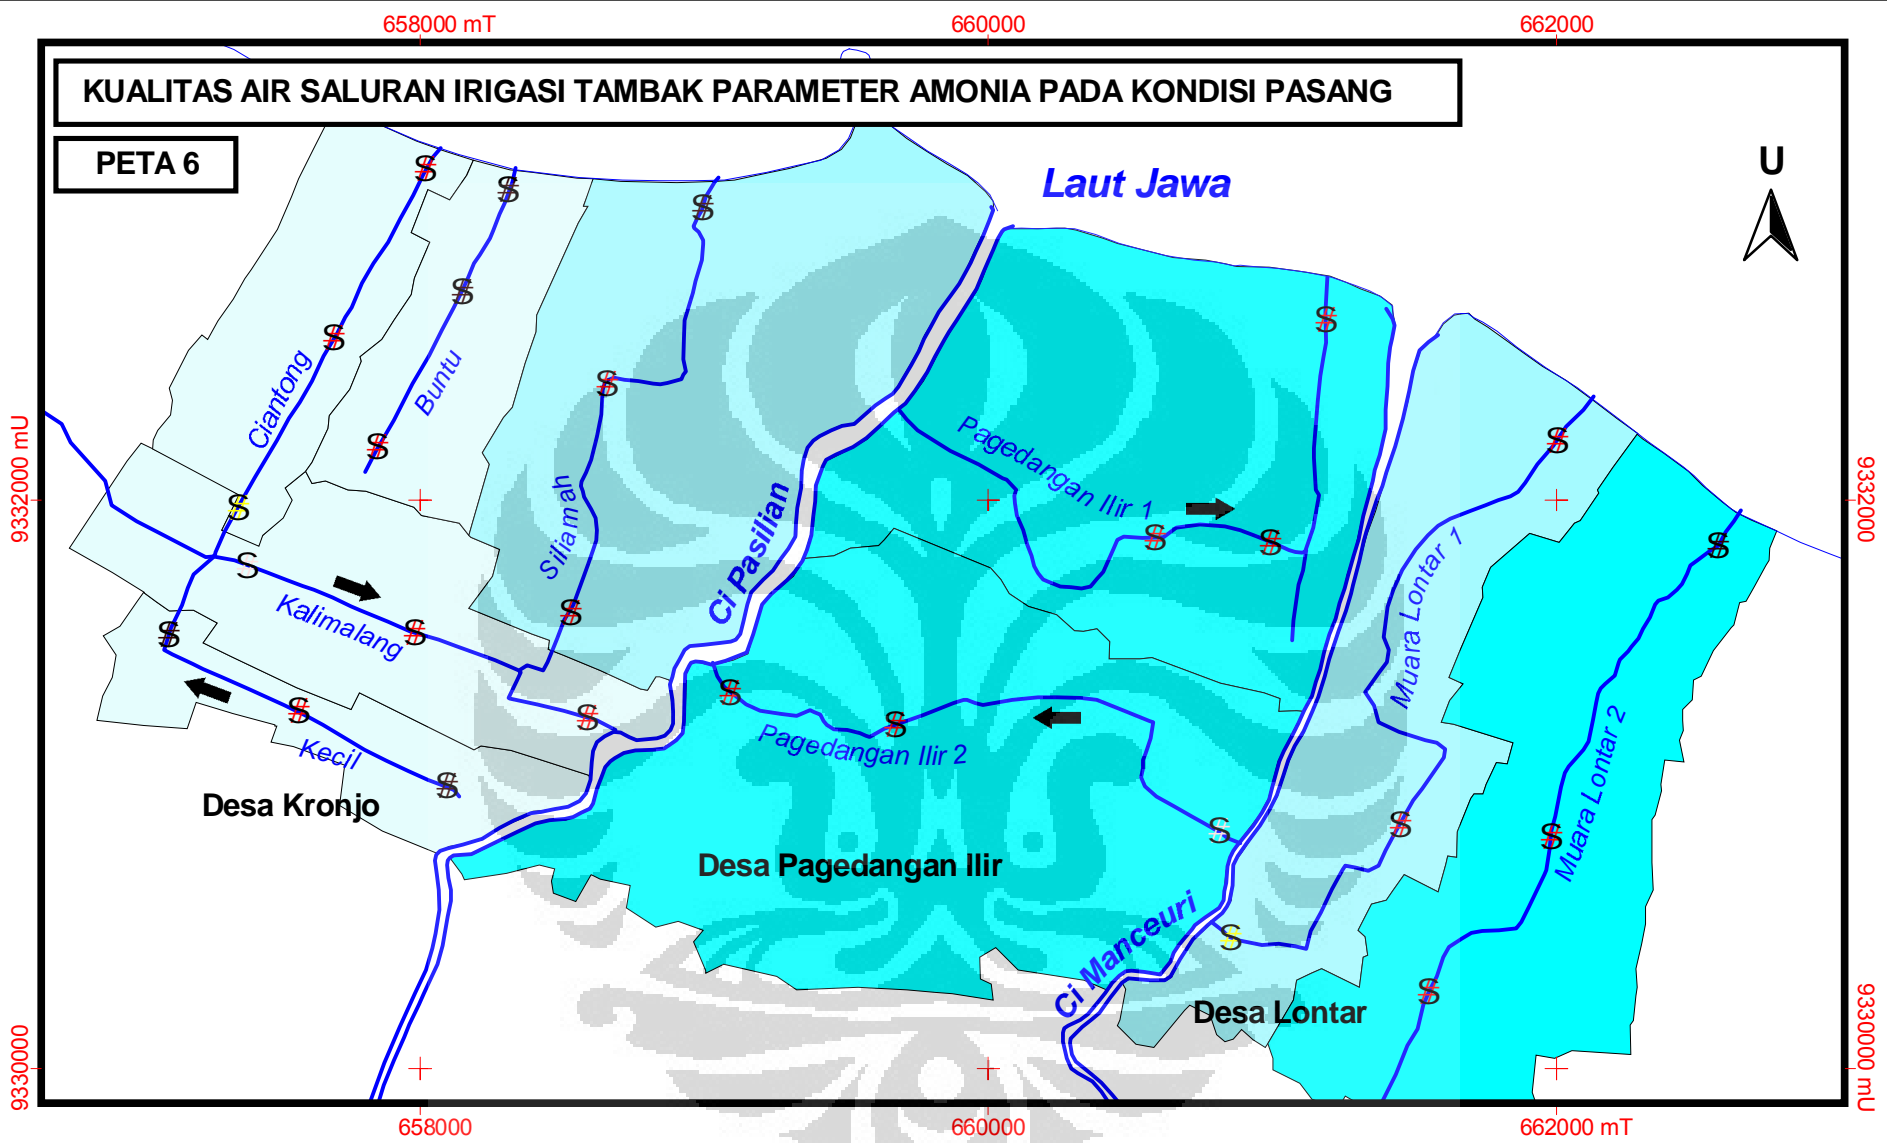 658000 mT
660000
662000
KUALITAS AIR SALURAN IRIGASI TAMBAK PARAMETER AMONIA PADA KONDISI PASANG
PETA 6
U
Laut Jawa
Ciantong
Buntu
Siliamah
Ci Pasilian
Pagedangan Ilir 1
9332000 mU
9332000
Kalimalang
Muara Lontar 1
Kecil
Pagedangan Ilir 2
Muara Lontar 2
Desa Kronjo
Desa Pagedangan Ilir
Ci Manceuri
Desa Lontar
9330000
9330000 mU
658000
660000
662000 mT